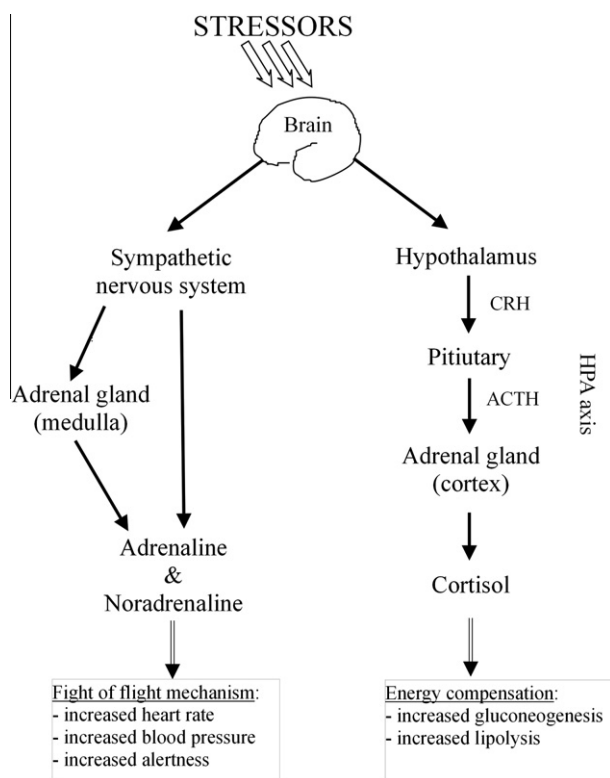 STRESSORS
Brain
Sympathetic
nervous system
Adrenal gland
(medulla)
Adrenaline
&
Noradrenaline
Fight of flight mechanism:
- increased heart rate
- increased blood pressure
- increased alertness
Hypothalamus
CRH
Pitiutary
ACTH
Adrenal gland
(cortex)
Cortisol
HPA axis
Energy compensation:
- increased gluconeogenesis
- increased lipolysis